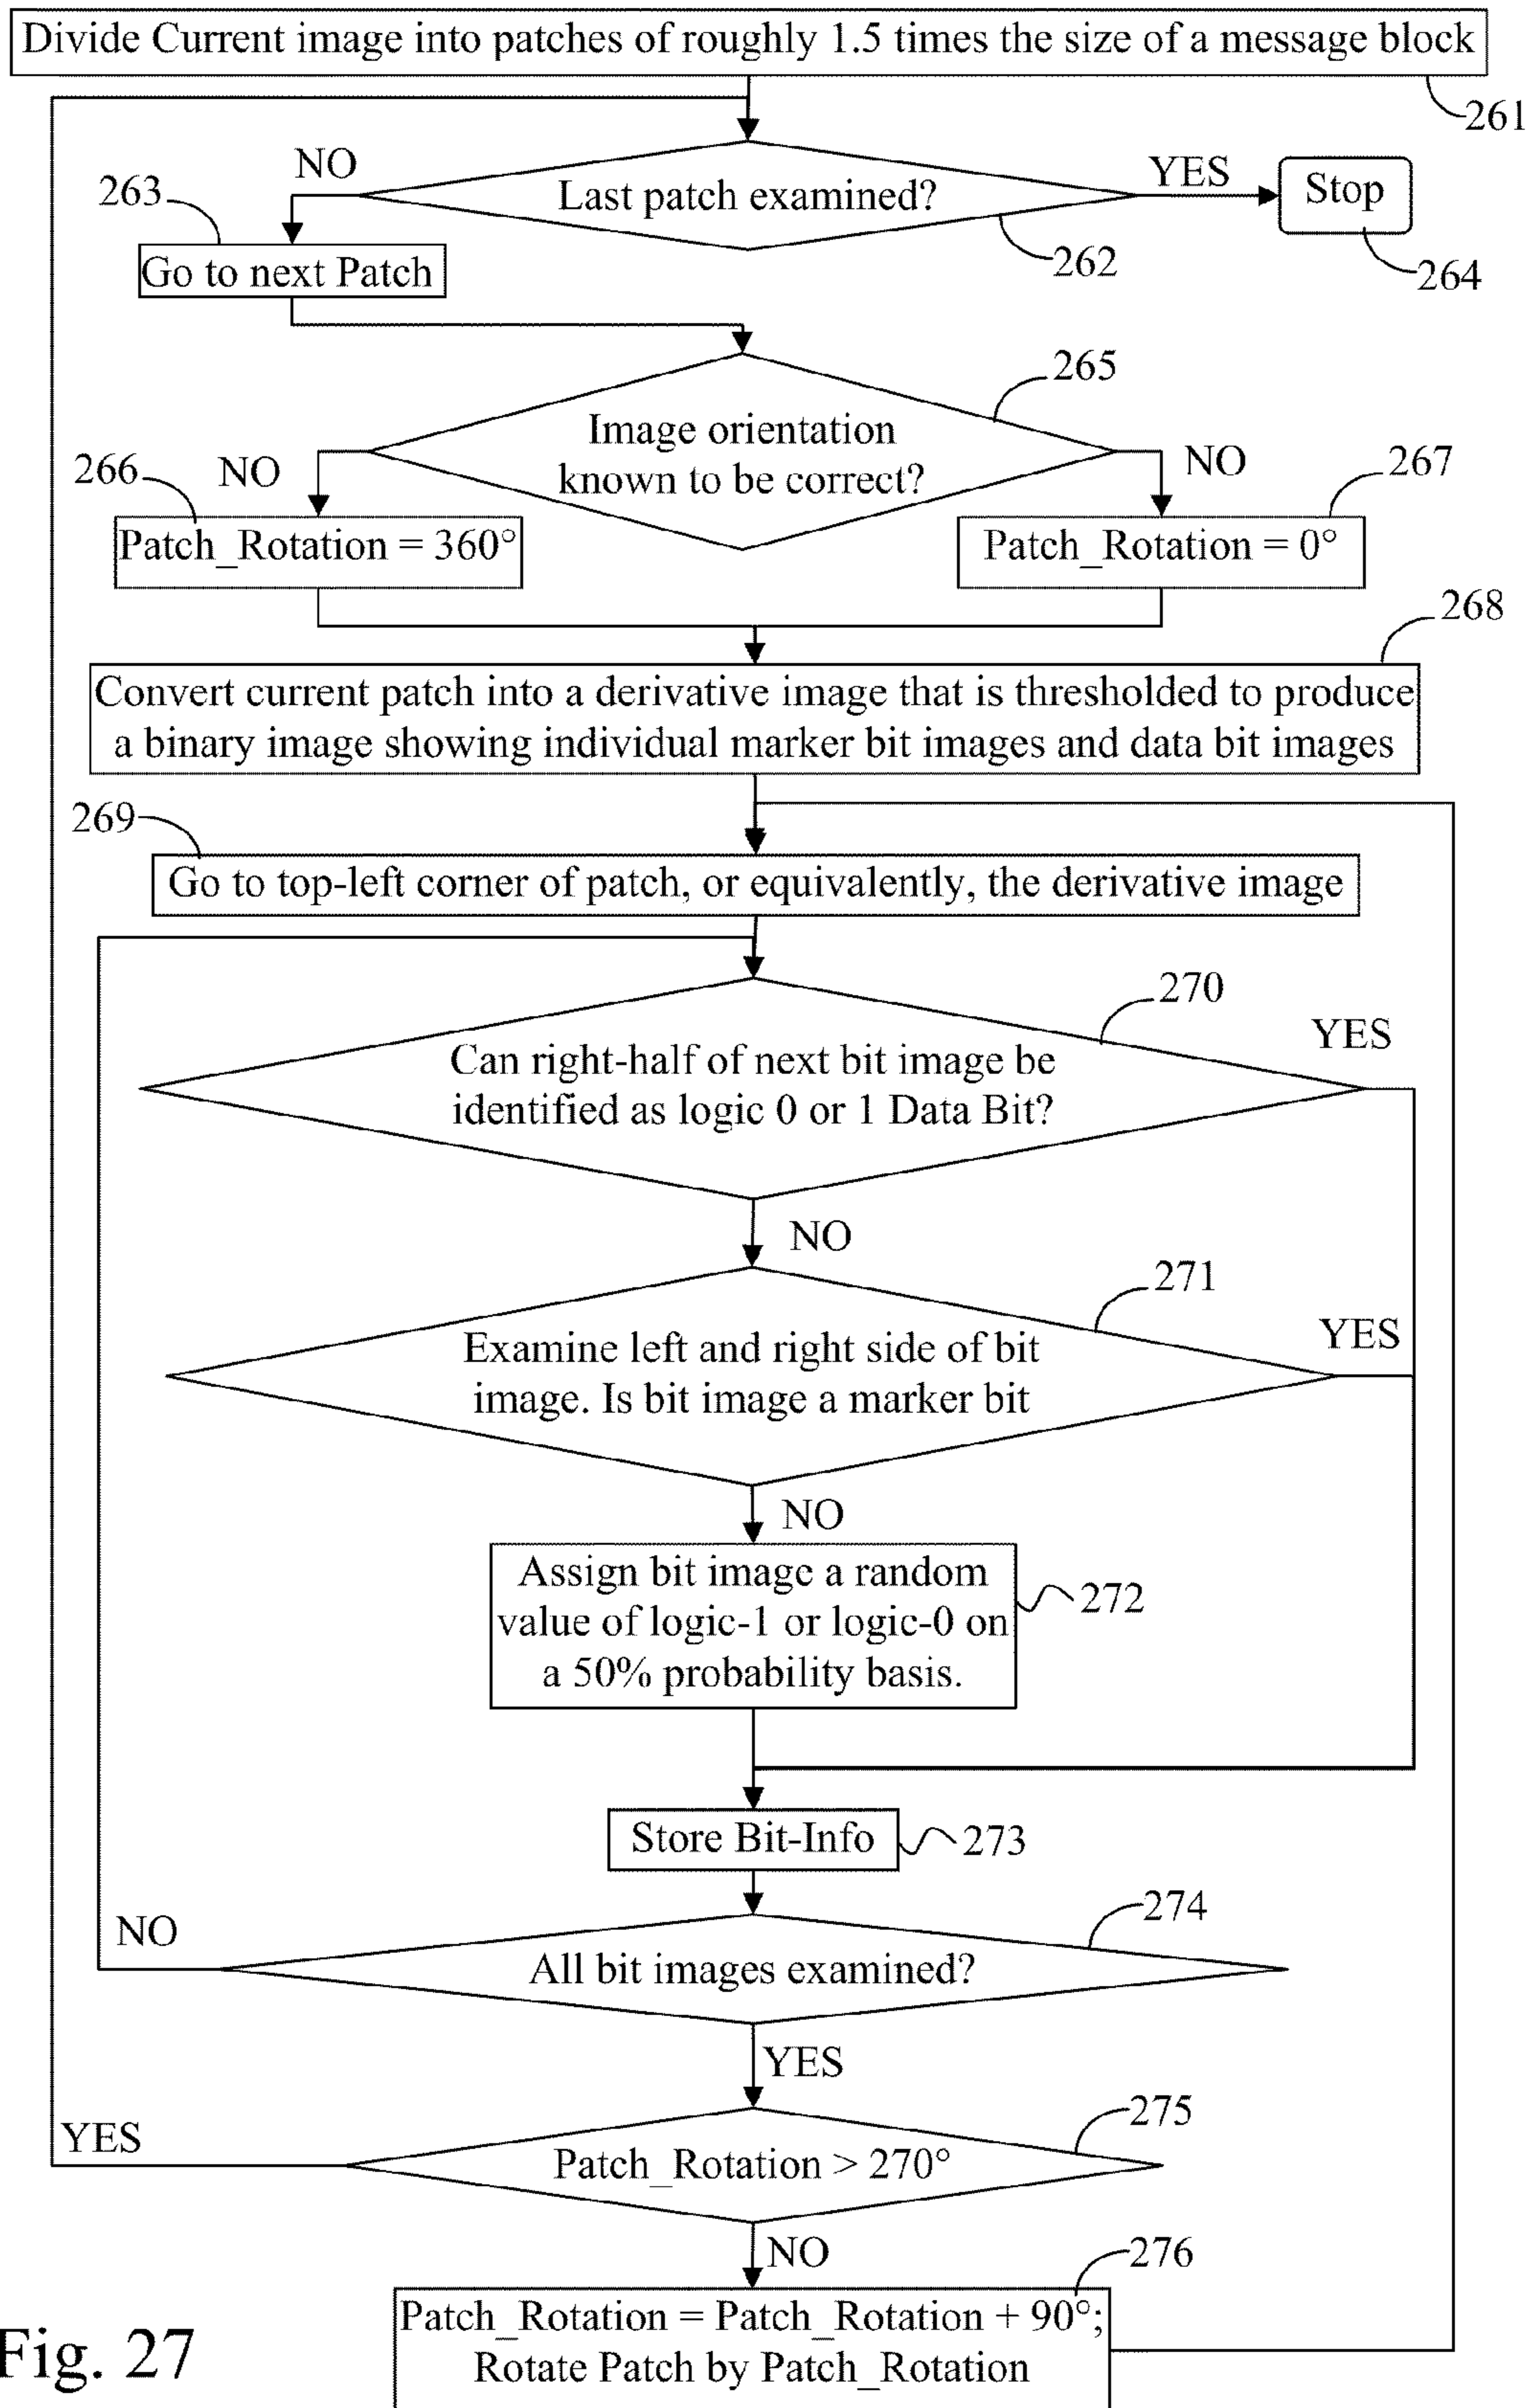 Divide Current image into patches of roughly 1.5 times the size of a message block
261
NO
YES
263
Last patch examined?
Stop
262
264
Go to next Patch
265
Image orientation
known to be correct?
266
NO
NO
267
Patch_Rotation = 360°
Patch_Rotation = 0°
268
Convert current patch into a derivative image that is thresholded to produce
a binary image showing individual marker bit images and data bit images
269
Go to top-left corner of patch, or equivalently, the derivative image
270
YES
Can right-half of next bit image be
identified as logic 0 or 1 Data Bit?
NO
271
YES
Examine left and right side of bit
image. Is bit image a marker bit
NO
Assign bit image a random
value of logic-1 or logic-0 on
a 50% probability basis.
272
Store Bit-Info
273
274
NO
All bit images examined?
YES
275
YES
Patch_Rotation > 270°
NO
276
Patch_Rotation = Patch_Rotation + 90°;
Rotate Patch by Patch_Rotation
Fig. 27